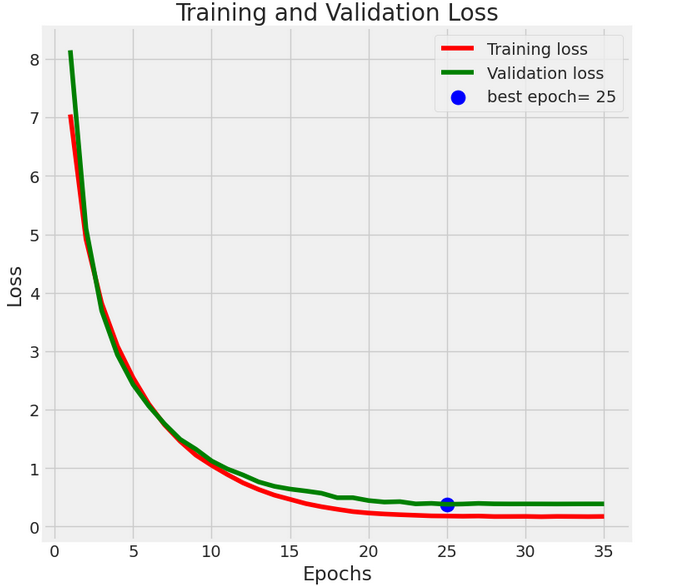 Training and Validation Loss
Training loss
Validation loss
best epoch= 25
8
7
6
5
4
3
2
1
0
Loss
0 5 10 15 20 25 30 35
Epochs